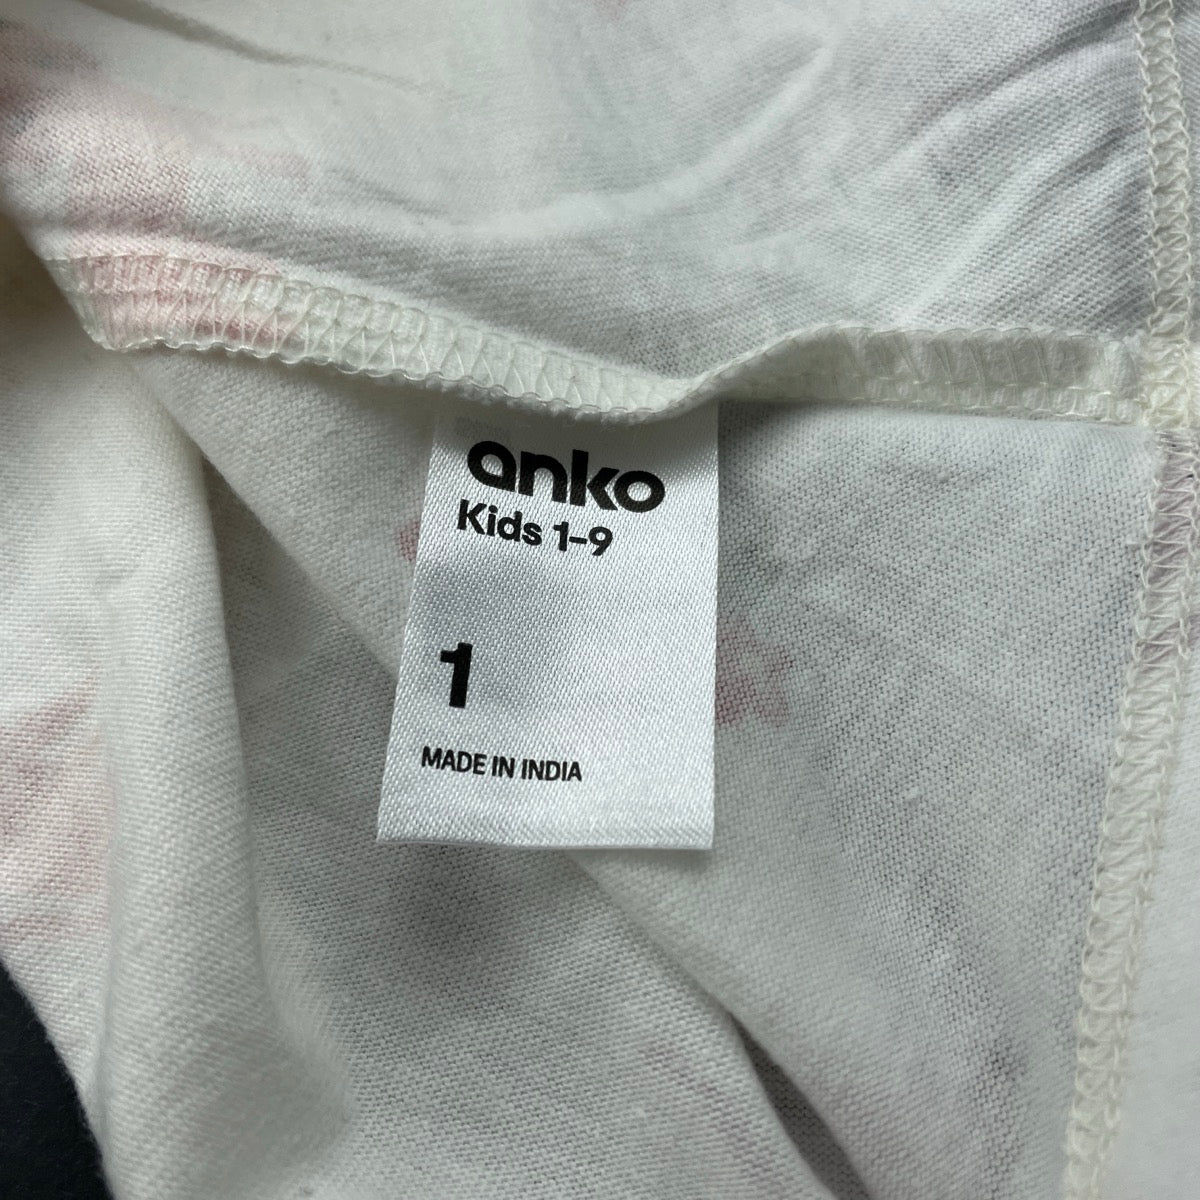 anko
Kids 1-9
1
MADE IN INDIA